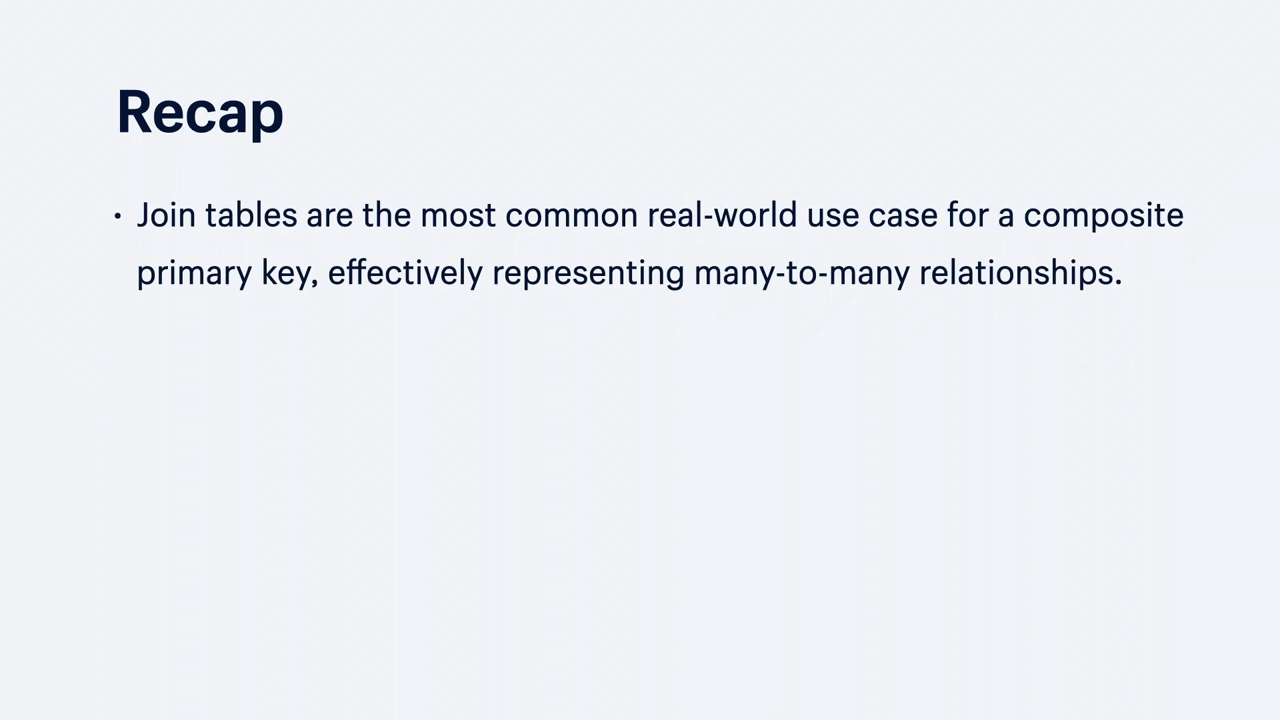 Recap
• Join tables are the most common real-world use case for a composite
primary key, effectively representing many-to-many relationships.